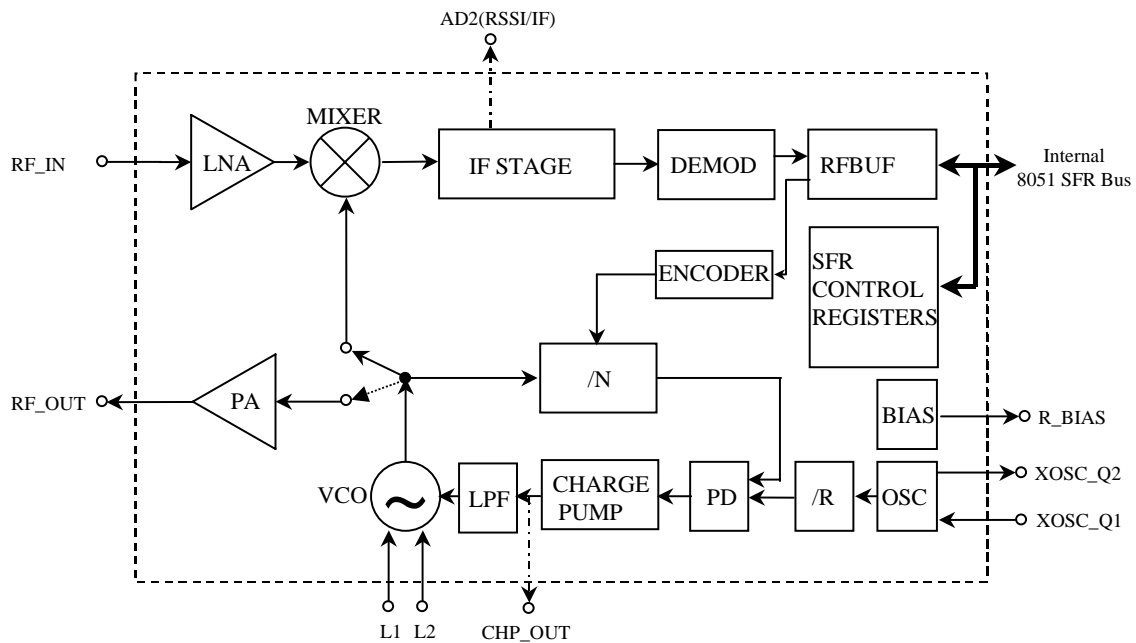 AD2(RSSI/IF)
MIXER
RF_IN
LNA
IF STAGE
DEMOD
RFBUF
Internal
8051 SFR Bus
ENCODER
SFR
CONTROL
REGISTERS
/N
RF_OUT
PA
BIAS
R_BIAS
VCO
~
LPF
CHARGE
PUMP
PD
/R
OSC
XOSC_Q2
XOSC_Q1
L1
L2
CHP_OUT